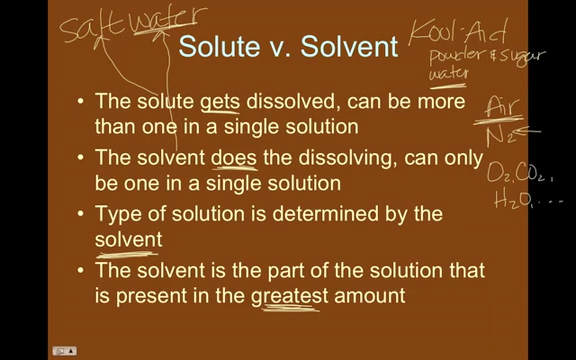 salt water
Solute v. Solvent
Kool-Aid
powder & sugar
water
• The solute gets dissolved, can be more
than one in a single solution
• The solvent does the dissolving, can only
be one in a single solution
• Type of solution is determined by the
solvent
• The solvent is the part of the solution that
is present in the greatest amount
Air
N₂
O₂, CO₂,
H₂O, ...